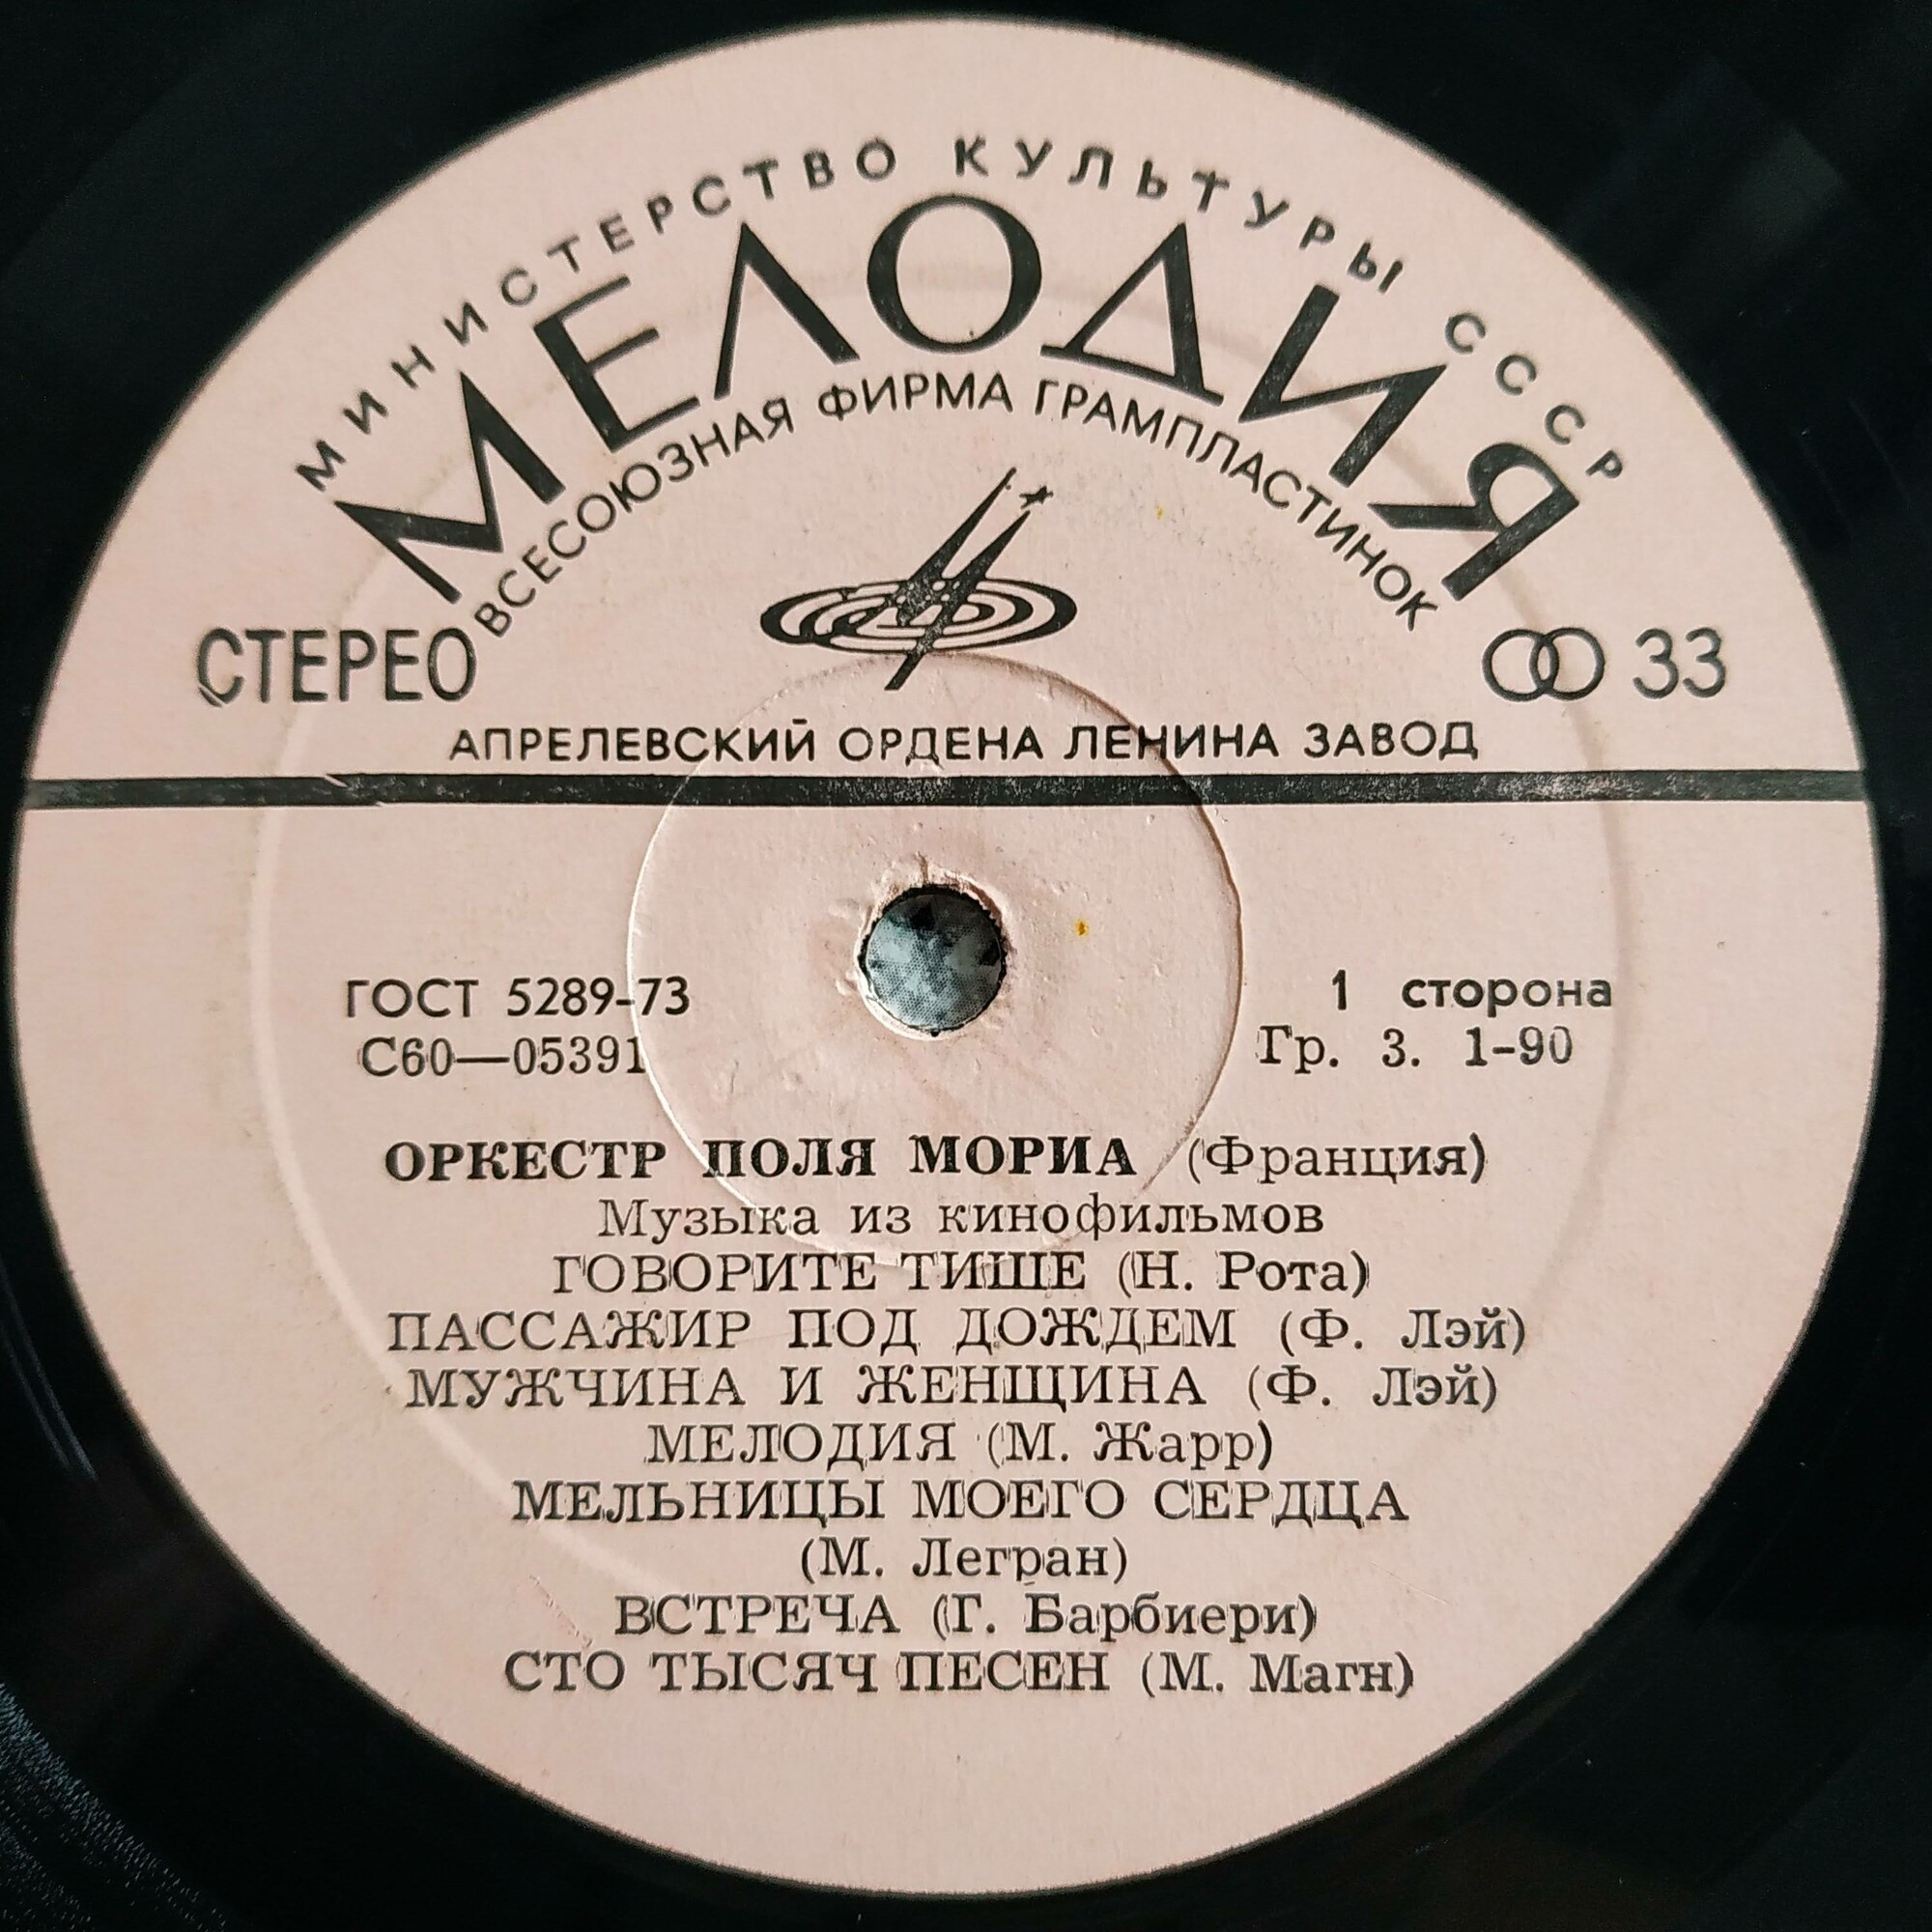 МИНИСТЕРСТВО КУЛЬТУРЫ СССР
МЕЛОДИЯ
ВСЕСОЮЗНАЯ ФИРМА ГРАМПЛАСТИНОК
СТЕРЕО
33
АПРЕЛЕВСКИЙ ОРДЕНА ЛЕНИНА ЗАВОД
ГОСТ 5289-73
1 сторона
С60—05391
Гр. 3. 1-90
ОРКЕСТР ПОЛЯ МОРИА (Франция)
Музыка из кинофильмов
ГОВОРИТЕ ТИШЕ (Н. Рота)
ПАССАЖИР ПОД ДОЖДЕМ (Ф. Лэй)
МУЖЧИНА И ЖЕНЩИНА (Ф. Лэй)
МЕЛОДИЯ (М. Жарр)
МЕЛЬНИЦЫ МОЕГО СЕРДЦА
(М. Легран)
ВСТРЕЧА (Г. Барбиери)
СТО ТЫСЯЧ ПЕСЕН (М. Магн)